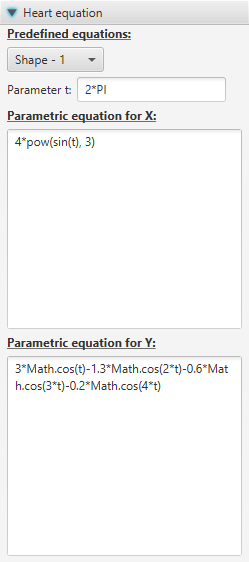 Heart equation
Predefined equations:
Shape - 1
Parameter t: 2*PI
Parametric equation for X:
4*pow(sin(t), 3)
Parametric equation for Y:
3*Math.cos(t)-1.3*Math.cos(2*t)-0.6*Mat
h.cos(3*t)-0.2*Math.cos(4*t)